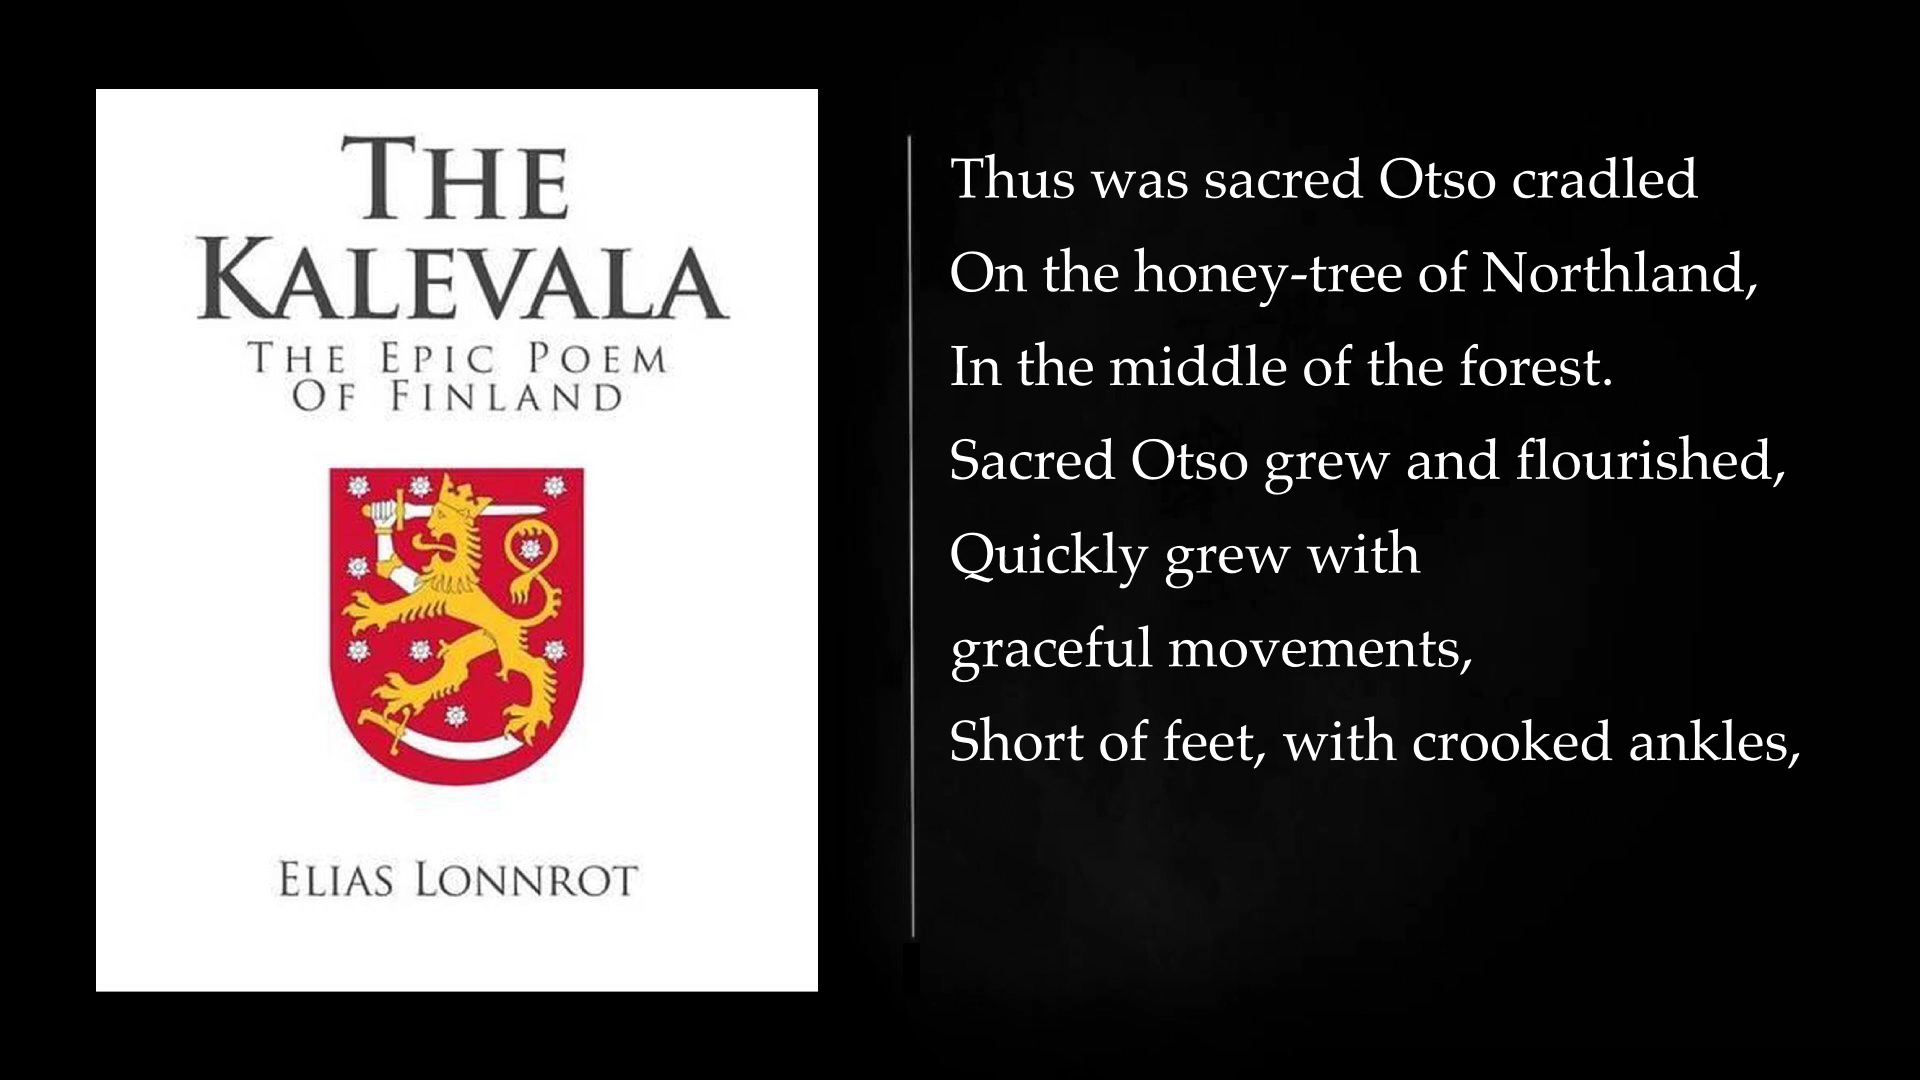 THE
KALEVALA
THE EPIC POEM
OF FINLAND
ELIAS LONNROT
Thus was sacred Otso cradled
On the honey-tree of Northland,
In the middle of the forest.
Sacred Otso grew and flourished,
Quickly grew with
graceful movements,
Short of feet, with crooked ankles,